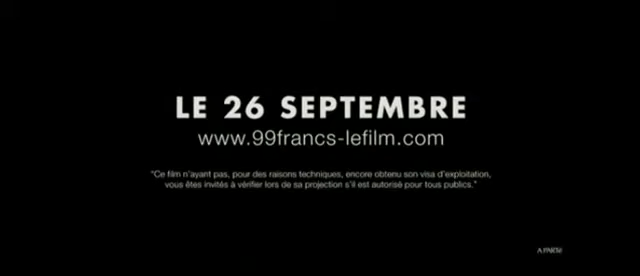 LE 26 SEPTEMBRE
www.99francs-lefilm.com
"Ce film n'ayant pas, pour des raisons techniques, encore obtenu son visa d'exploitation,
vous êtes invités à vérifier lors de sa projection s'il est autorisé pour tous publics."
A PARTE